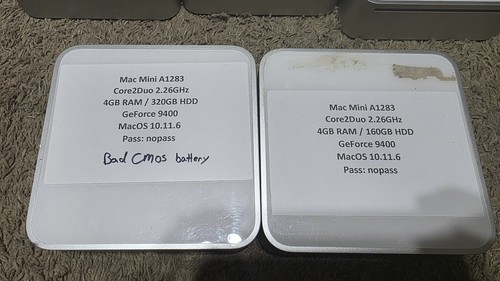 Mac Mini A1283
Core2Duo 2.26GHz
4GB RAM / 320GB HDD
GeForce 9400
MacOS 10.11.6
Pass: nopass
Bad CMOS battery
Mac Mini A1283
Core2Duo 2.26GHz
4GB RAM / 160GB HDD
GeForce 9400
MacOS 10.11.6
Pass: nopass